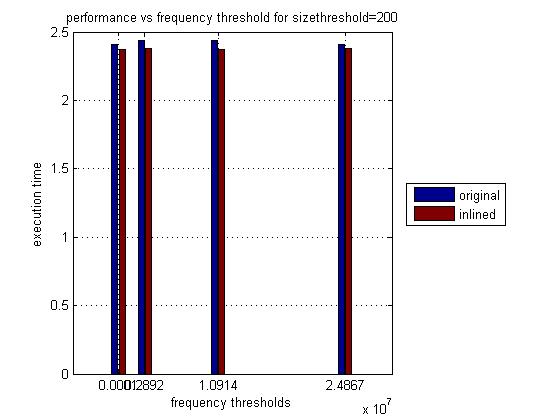 performance vs frequency threshold for sizethreshold=200
2.5
2
1.5
1
0.5
0
execution time
original
inlined
1.0914
2.4867
frequency thresholds
x 10^7